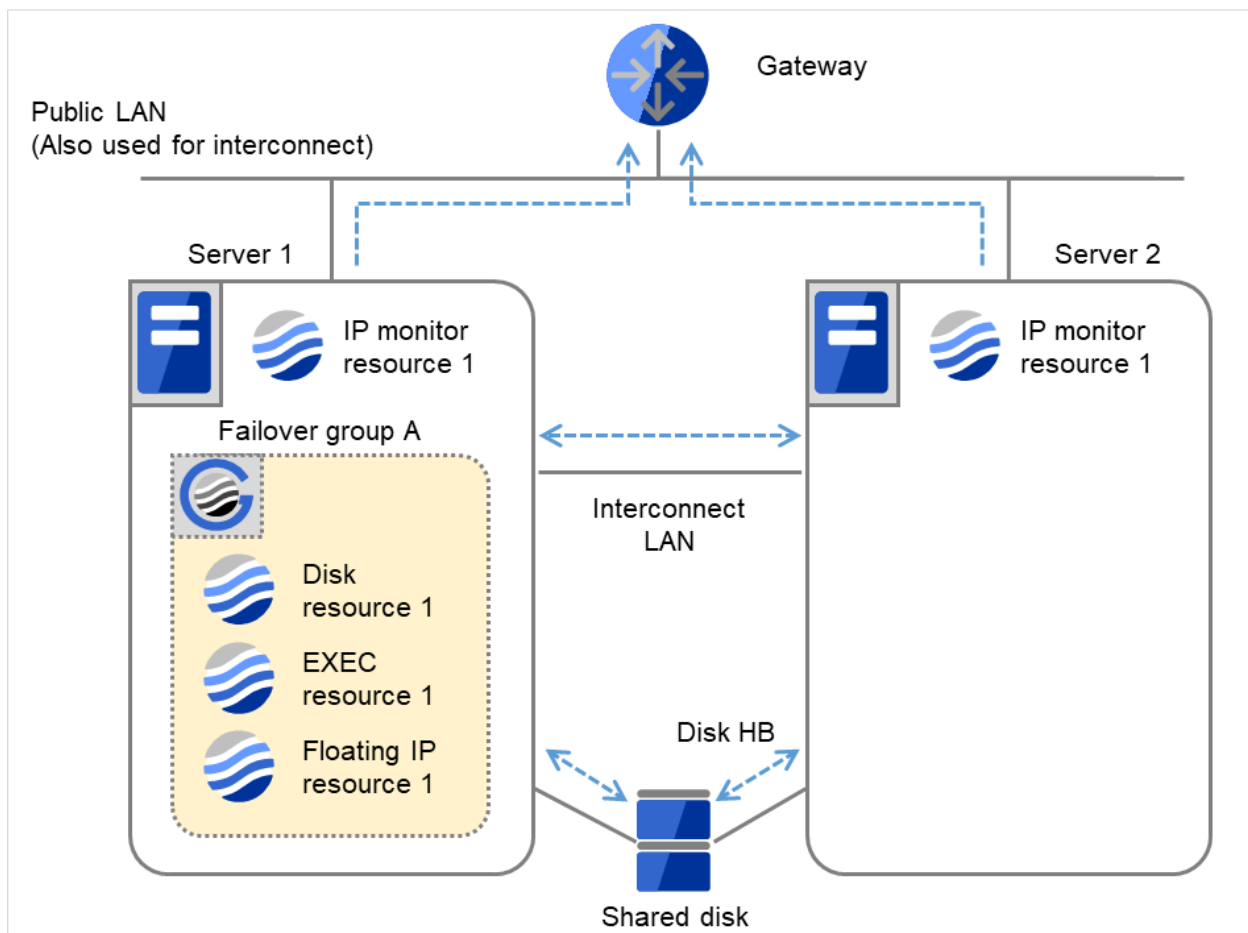 Gateway
Public LAN
(Also used for interconnect)
Server 1
Server 2
IP monitor
resource 1
IP monitor
resource 1
Failover group A
Interconnect
LAN
Disk
resource 1
EXEC
resource 1
Floating IP
resource 1
Disk HB
Shared disk